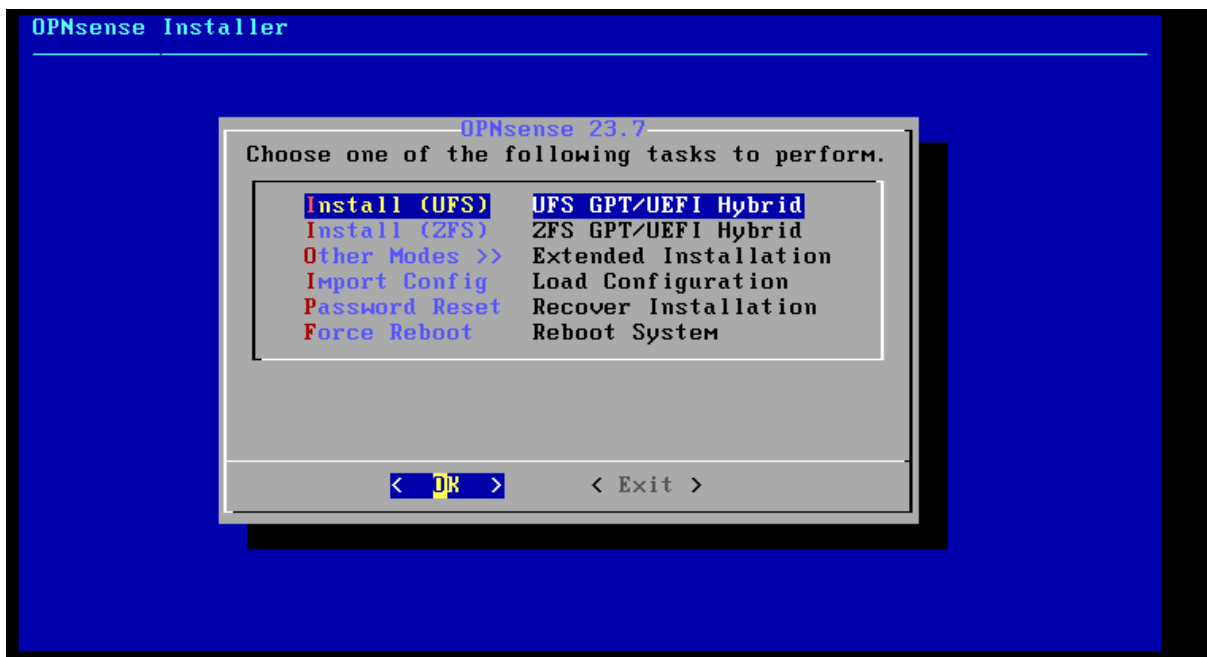 OPNsense Installer
OPNsense 23.7
Choose one of the following tasks to perform.
Install (UFS) UFS GPT/UEFI Hybrid
Install (ZFS) ZFS GPT/UEFI Hybrid
Other Modes >> Extended Installation
Import Config Load Configuration
Password Reset Recover Installation
Force Reboot Reboot System
< OK > < Exit >